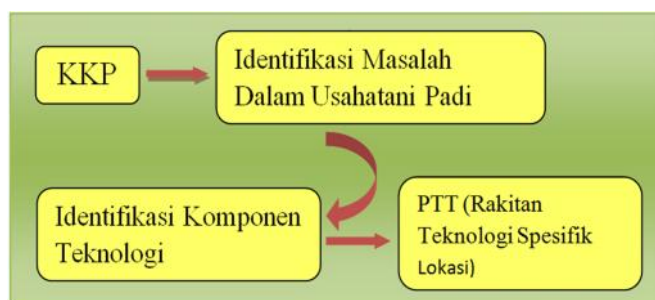 KKP
Identifikasi Masalah
Dalam Usahatani Padi
Identifikasi Komponen
Teknologi
PTT (Rakitan
Teknologi Spesifik
Lokasi)